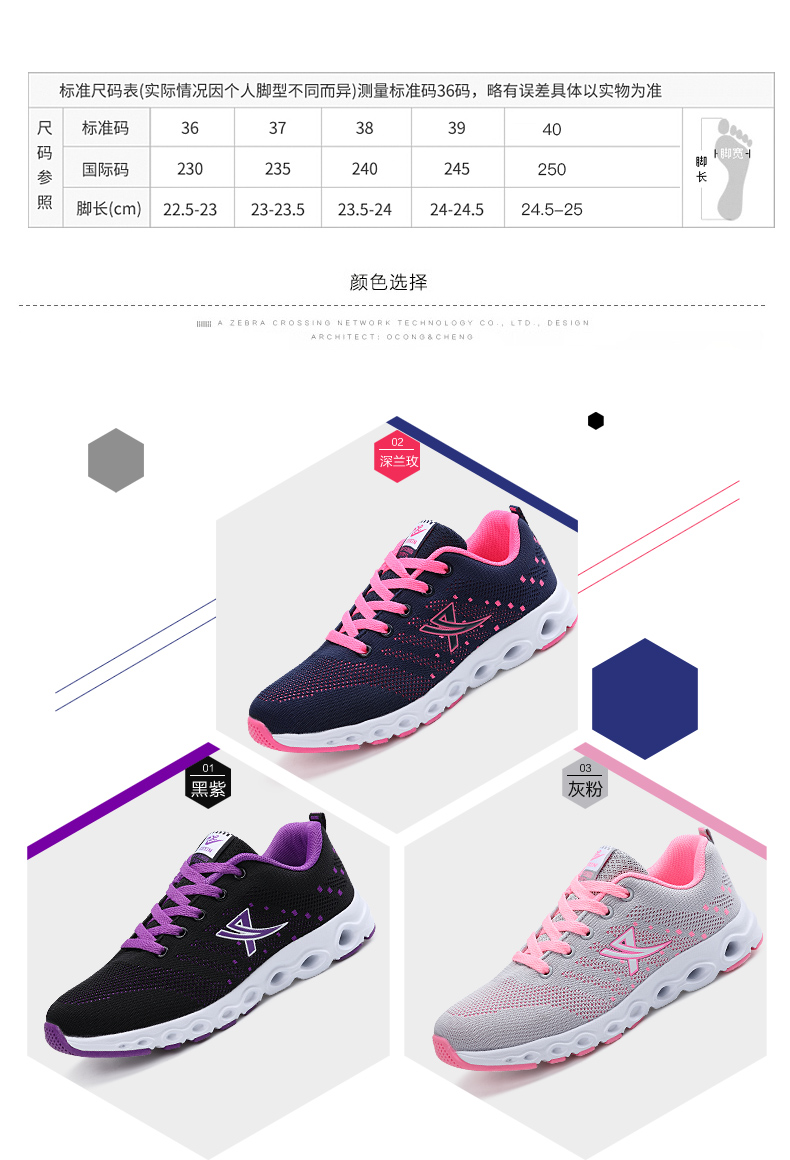 标准尺码表(实际情况因个人脚型不同而异)测量标准码36码，略有误差具体以实物为准
尺码参照
标准码 36 37 38 39 40
国际码 230 235 240 245 250
脚长(cm) 22.5-23 23-23.5 23.5-24 24-24.5 24.5-25
脚宽
脚长
颜色选择
A ZEBRA CROSSING NETWORK TECHNOLOGY CO., LTD., DESIGN
ARCHITECT: OCONG&CHENG
02
深兰玫
01
黑紫
03
灰粉